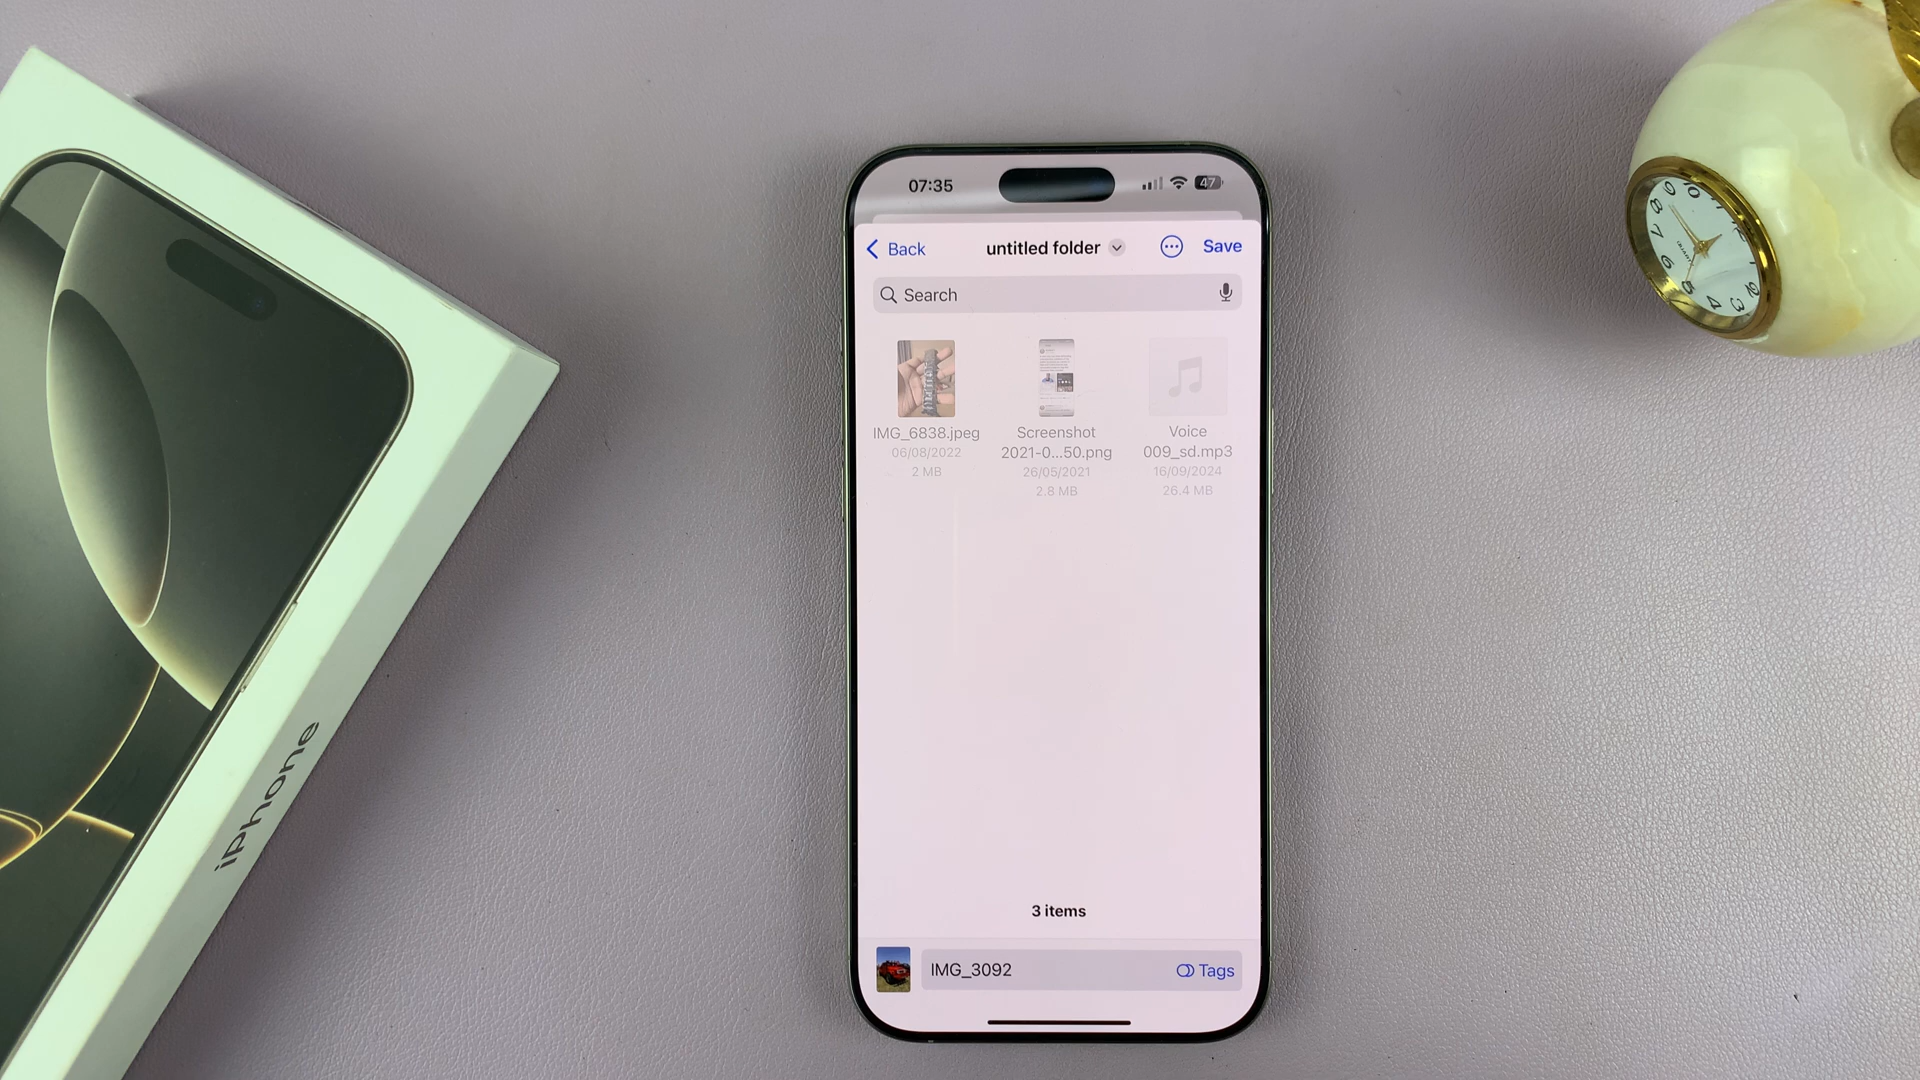 07:35
47
Back
untitled folder
Save
Search
IMG_6838.jpeg
06/08/2022
2 MB
Screenshot
2021-0...50.png
26/05/2021
2.8 MB
Voice
009_sd.mp3
16/09/2024
26.4 MB
3 items
IMG_3092
Tags
iPhone